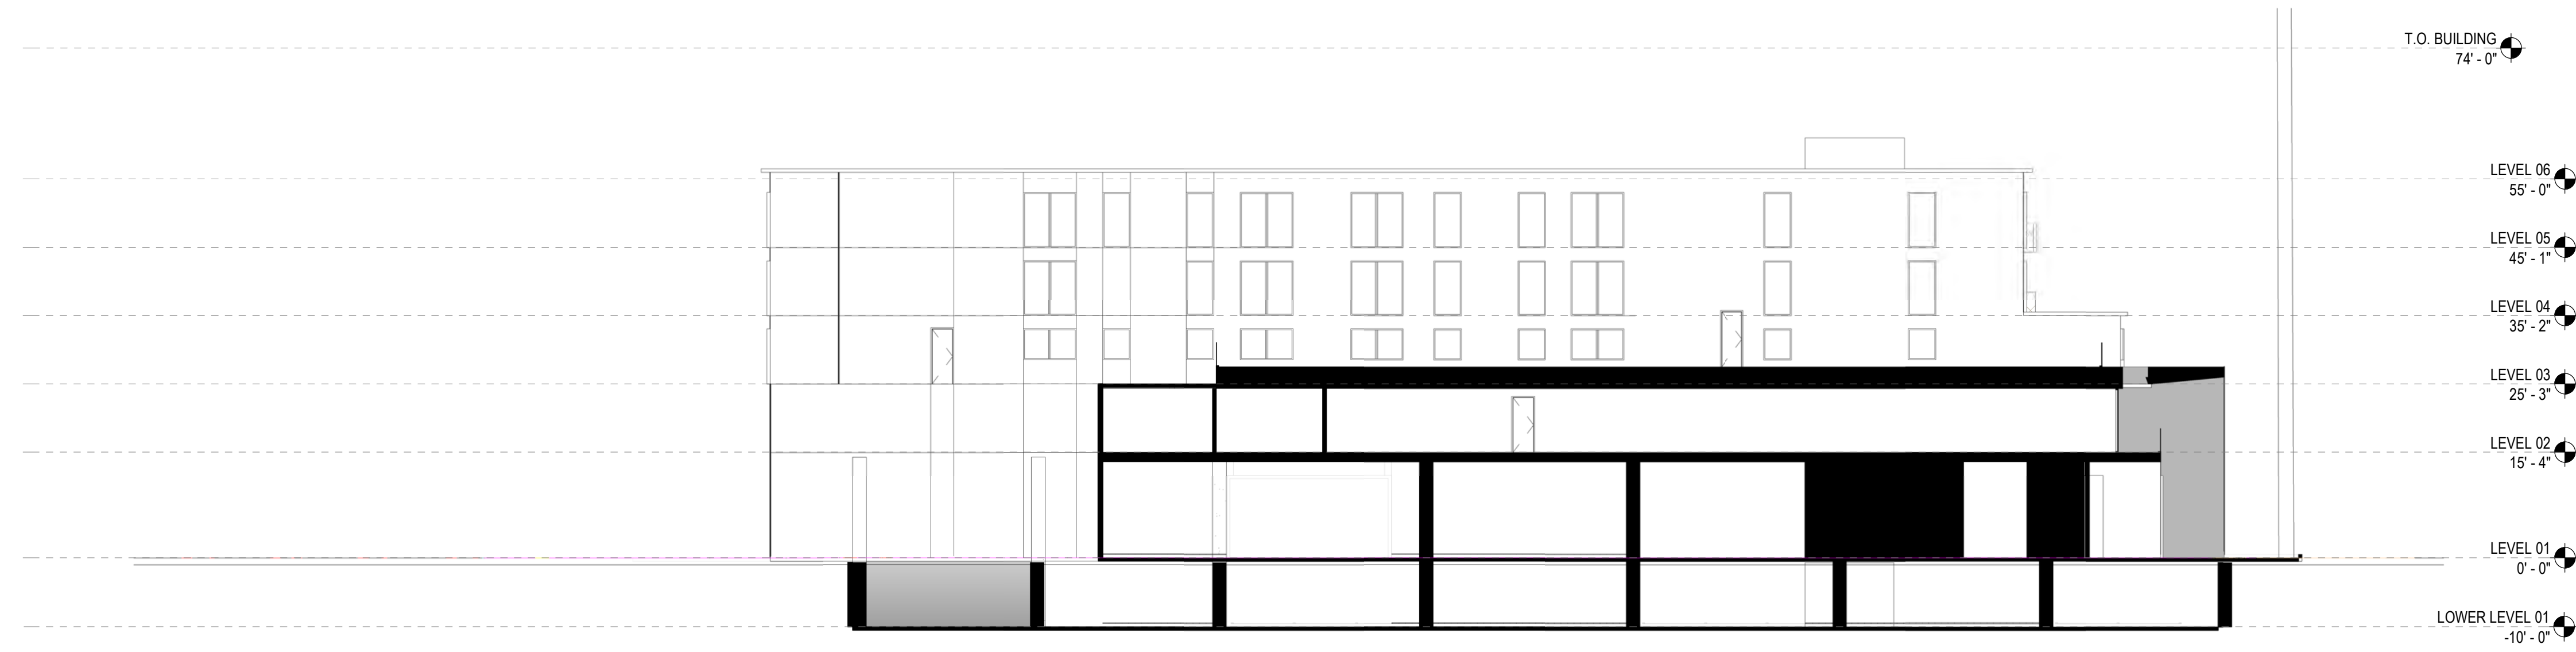 T.O. BUILDING
74' - 0"
LEVEL 06
55' - 0"
LEVEL 05
45' - 1"
LEVEL 04
35' - 2"
LEVEL 03
25' - 3"
LEVEL 02
15' - 4"
LEVEL 01
0' - 0"
LOWER LEVEL 01
-10' - 0"